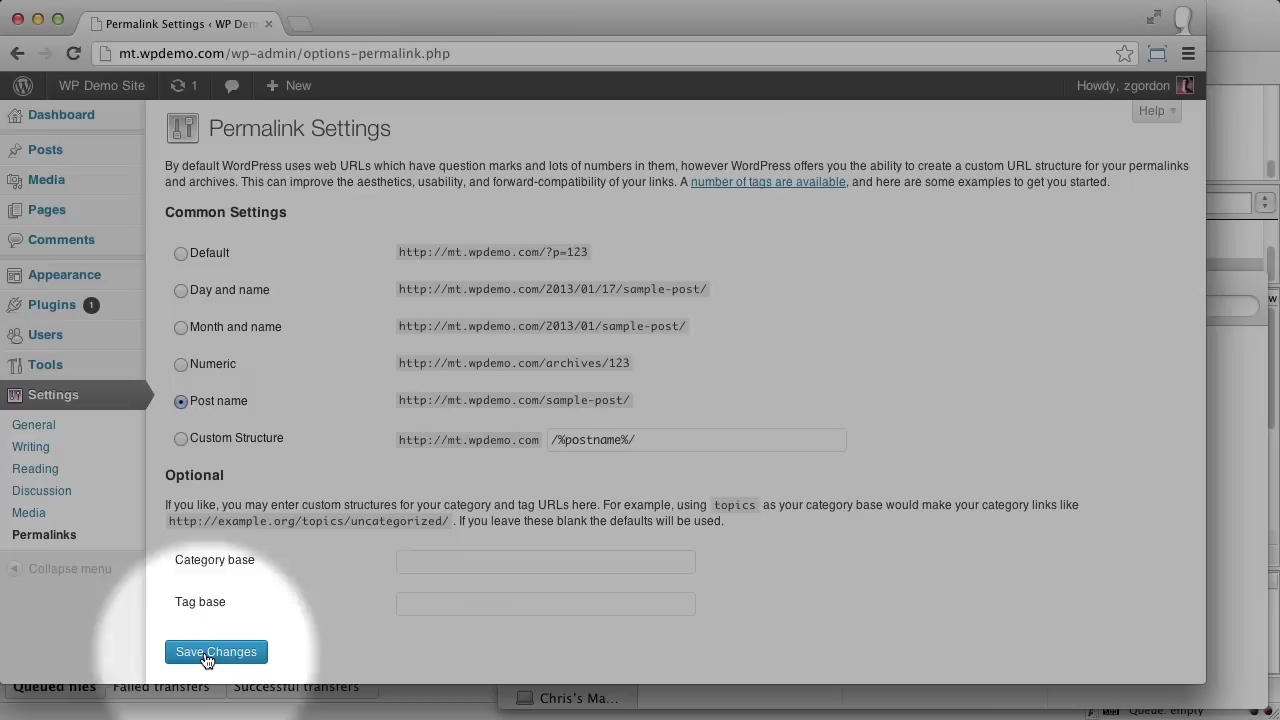 Permalink Settings ‹ WP Dem
mt.wpdemo.com/wp-admin/options-permalink.php
WP Demo Site 1 + New Howdy, zgordon
Dashboard
Posts
Media
Pages
Comments
Appearance
Plugins 1
Users
Tools
Settings
General
Writing
Reading
Discussion
Media
Permalinks
Collapse menu
Help
Permalink Settings
By default WordPress uses web URLs which have question marks and lots of numbers in them, however WordPress offers you the ability to create a custom URL structure for your permalinks
and archives. This can improve the aesthetics, usability, and forward-compatibility of your links. A number of tags are available, and here are some examples to get you started.
Common Settings
Default http://mt.wpdemo.com/?p=123
Day and name http://mt.wpdemo.com/2013/01/17/sample-post/
Month and name http://mt.wpdemo.com/2013/01/sample-post/
Numeric http://mt.wpdemo.com/archives/123
Post name http://mt.wpdemo.com/sample-post/
Custom Structure http://mt.wpdemo.com /%postname%/
Optional
If you like, you may enter custom structures for your category and tag URLs here. For example, using topics as your category base would make your category links like
http://example.org/topics/uncategorized/ . If you leave these blank the defaults will be used.
Category base
Tag base
Save Changes
Queued files Failed transfers Successful transfers
Chris's Ma...
Queue: empty